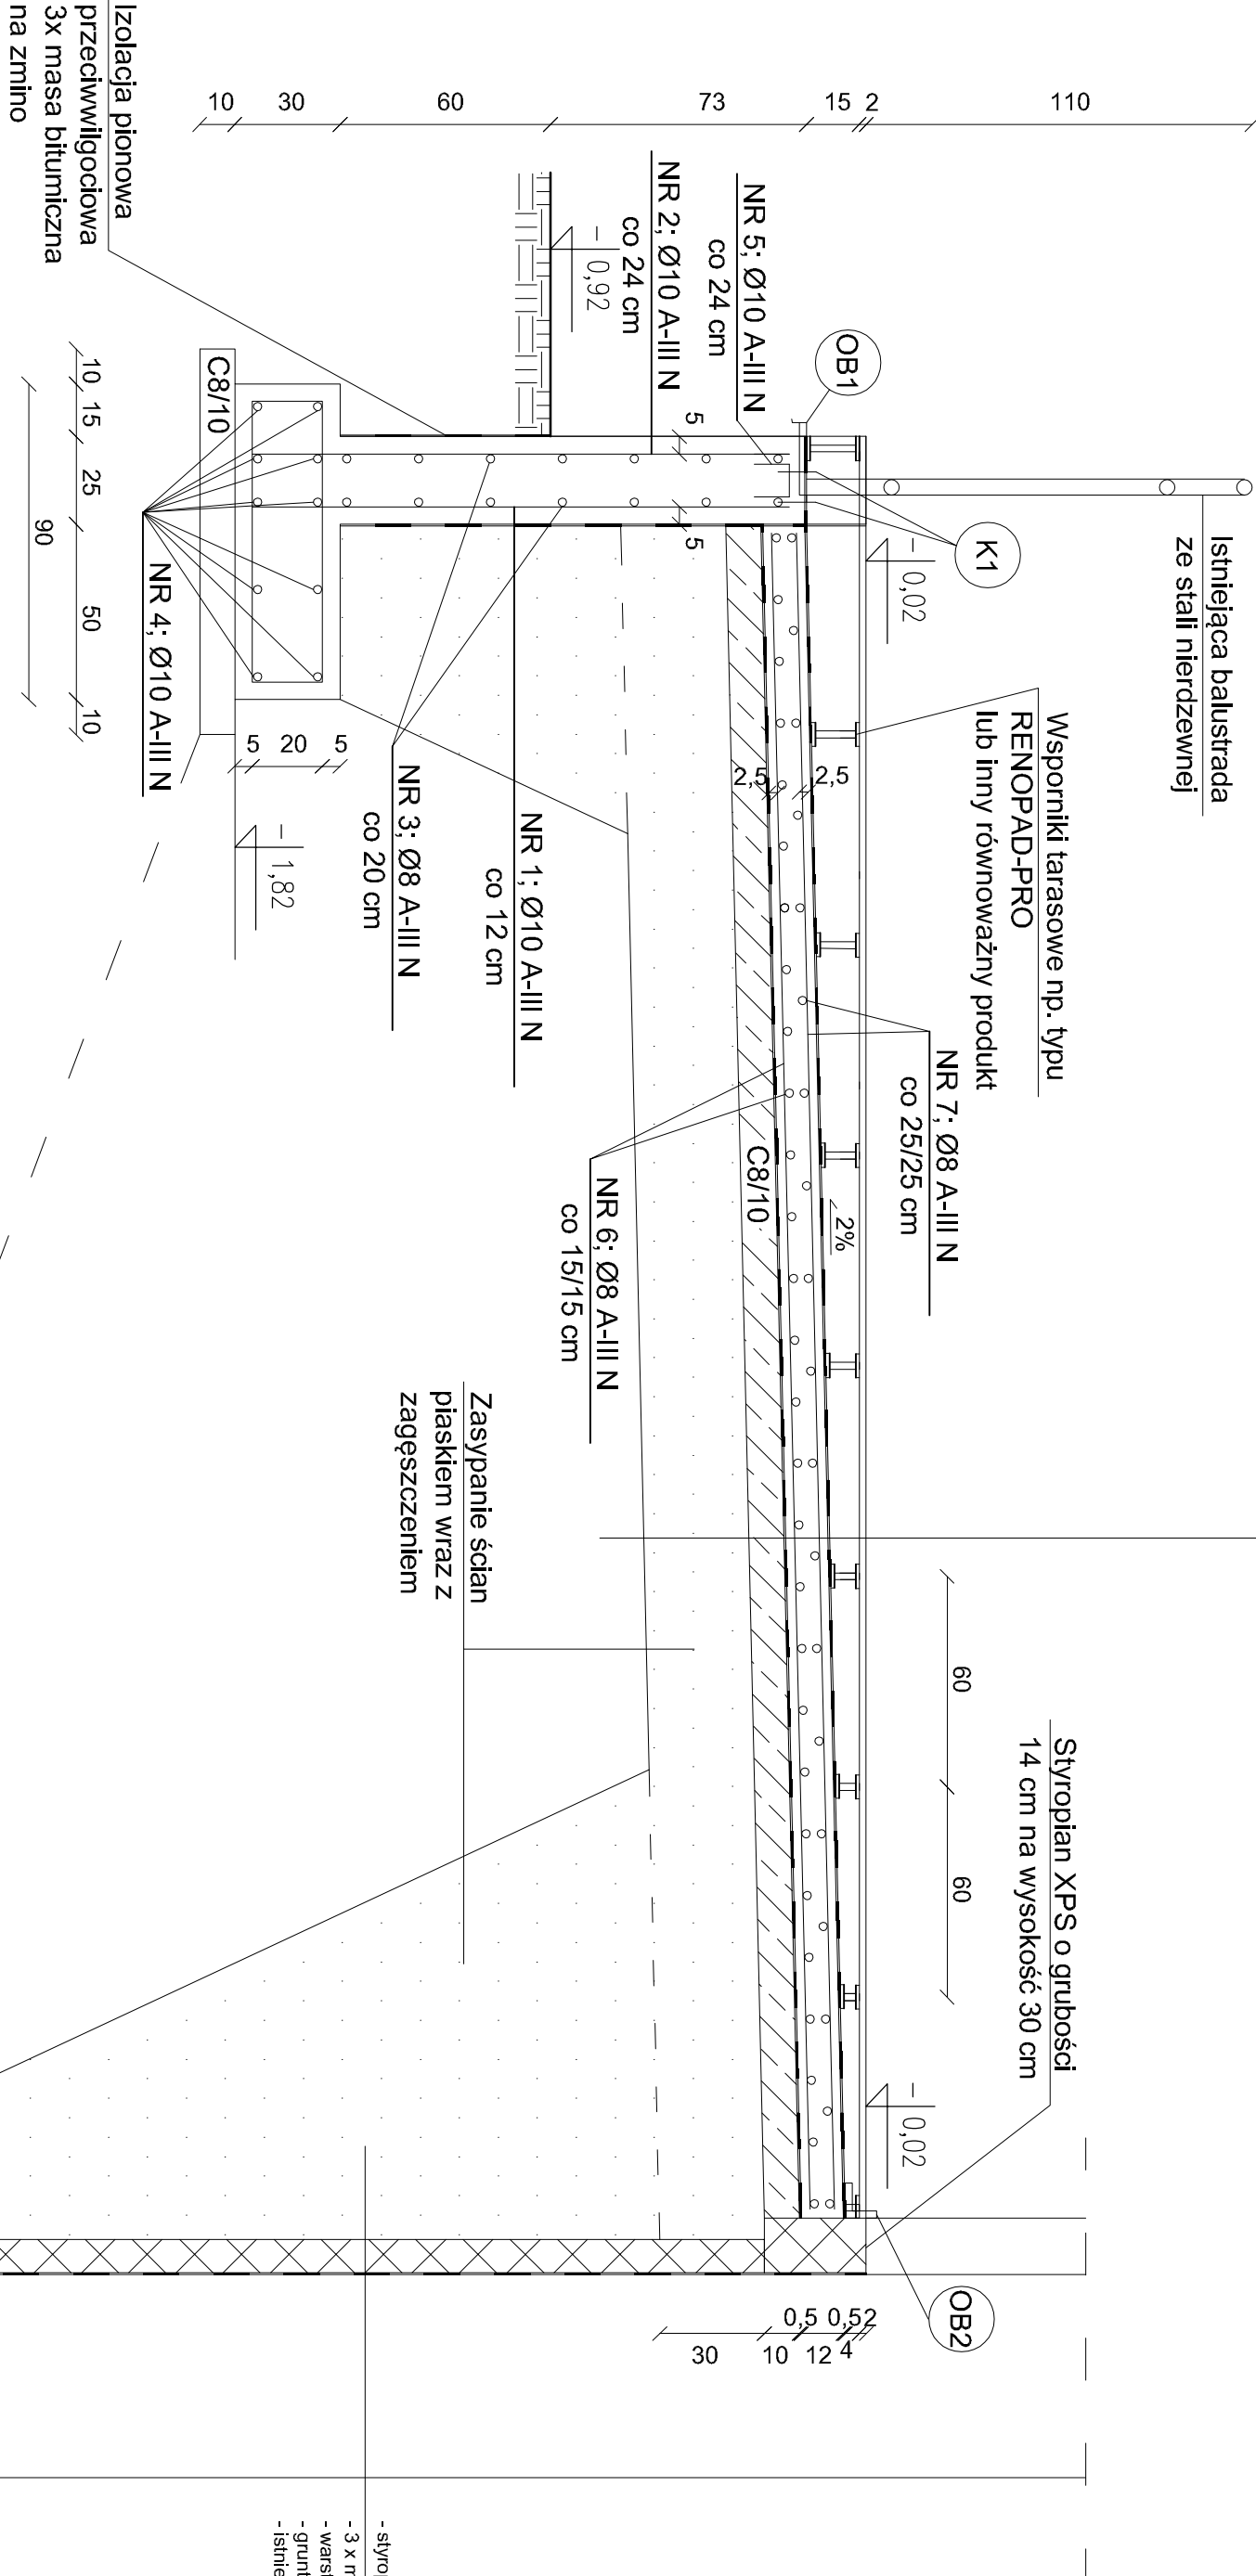 Istniejąca balustrada
ze stali nierdzewnej
Wsporniki tarasowe np. typu
RENOPAD-PRO
lub inny równoważny produkt
Styropian XPS o grubości
14 cm na wysokość 30 cm
110
2
15
73
60
30
10
OB1
K1
OB2
- 0,02
- 0,02
NR 5; Ø10 A-III N
co 24 cm
NR 2; Ø10 A-III N
co 24 cm
- 0,92
NR 7; Ø8 A-III N
co 25/25 cm
60
60
2%
2,5
2,5
C8/10
5
5
NR 6; Ø8 A-III N
co 15/15 cm
NR 1; Ø10 A-III N
co 12 cm
NR 3; Ø8 A-III N
co 20 cm
Zasypanie ścian
piaskiem wraz z
zagęszczeniem
0,5
0,5
2
30
10
12
4
- 1,82
5
20
5
C8/10
NR 4; Ø10 A-III N
10
15
25
50
10
90
Izolacja pionowa
przeciwwilgociowa
3x masa bitumiczna
na zmino
- styro
- 3 x m
- wars
- grunt
- istnie